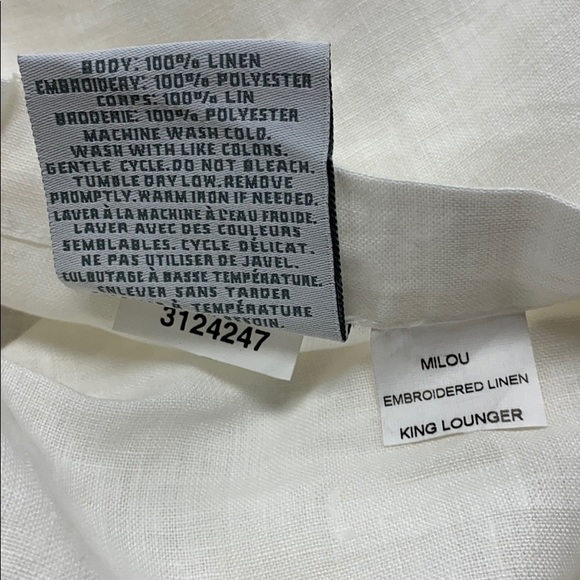 BODY: 100% LINEN
EMBROIDERY: 100% POLYESTER
CORPS: 100% LIN
BRODERIE: 100% POLYESTER
MACHINE WASH COLD.
WASH WITH LIKE COLORS.
GENTLE CYCLE. DO NOT BLEACH.
TUMBLE DRY LOW. REMOVE
PROMPTLY. WARM IRON IF NEEDED.
LAVER À LA MACHINE À L'EAU FROIDE.
LAVER AVEC DES COULEURS
SEMBLABLES. CYCLE DÉLICAT.
NE PAS UTILISER DE JAVEL.
CULBUTAGE À BASSE TEMPÉRATURE.
ENLEVER SANS TARDER
À TEMPÉRATURE
3124247
MILOU
EMBROIDERED LINEN
KING LOUNGER